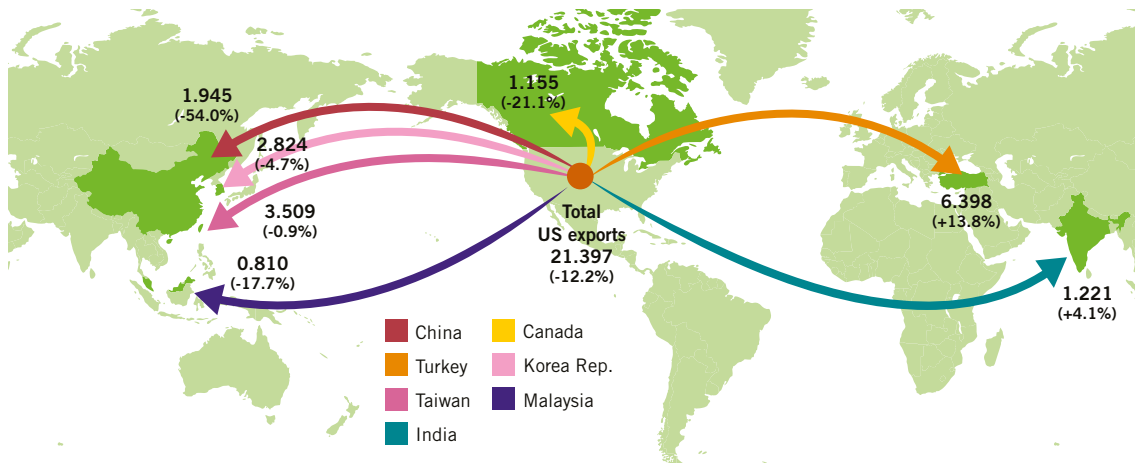 1.155
(-21.1%)
1.945
(-54.0%)
2.824
(-4.7%)
3.509
(-0.9%)
0.810
(-17.7%)
Total
US exports
21.397
(-12.2%)
6.398
(+13.8%)
1.221
(+4.1%)
China
Canada
Turkey
Korea Rep.
Taiwan
Malaysia
India